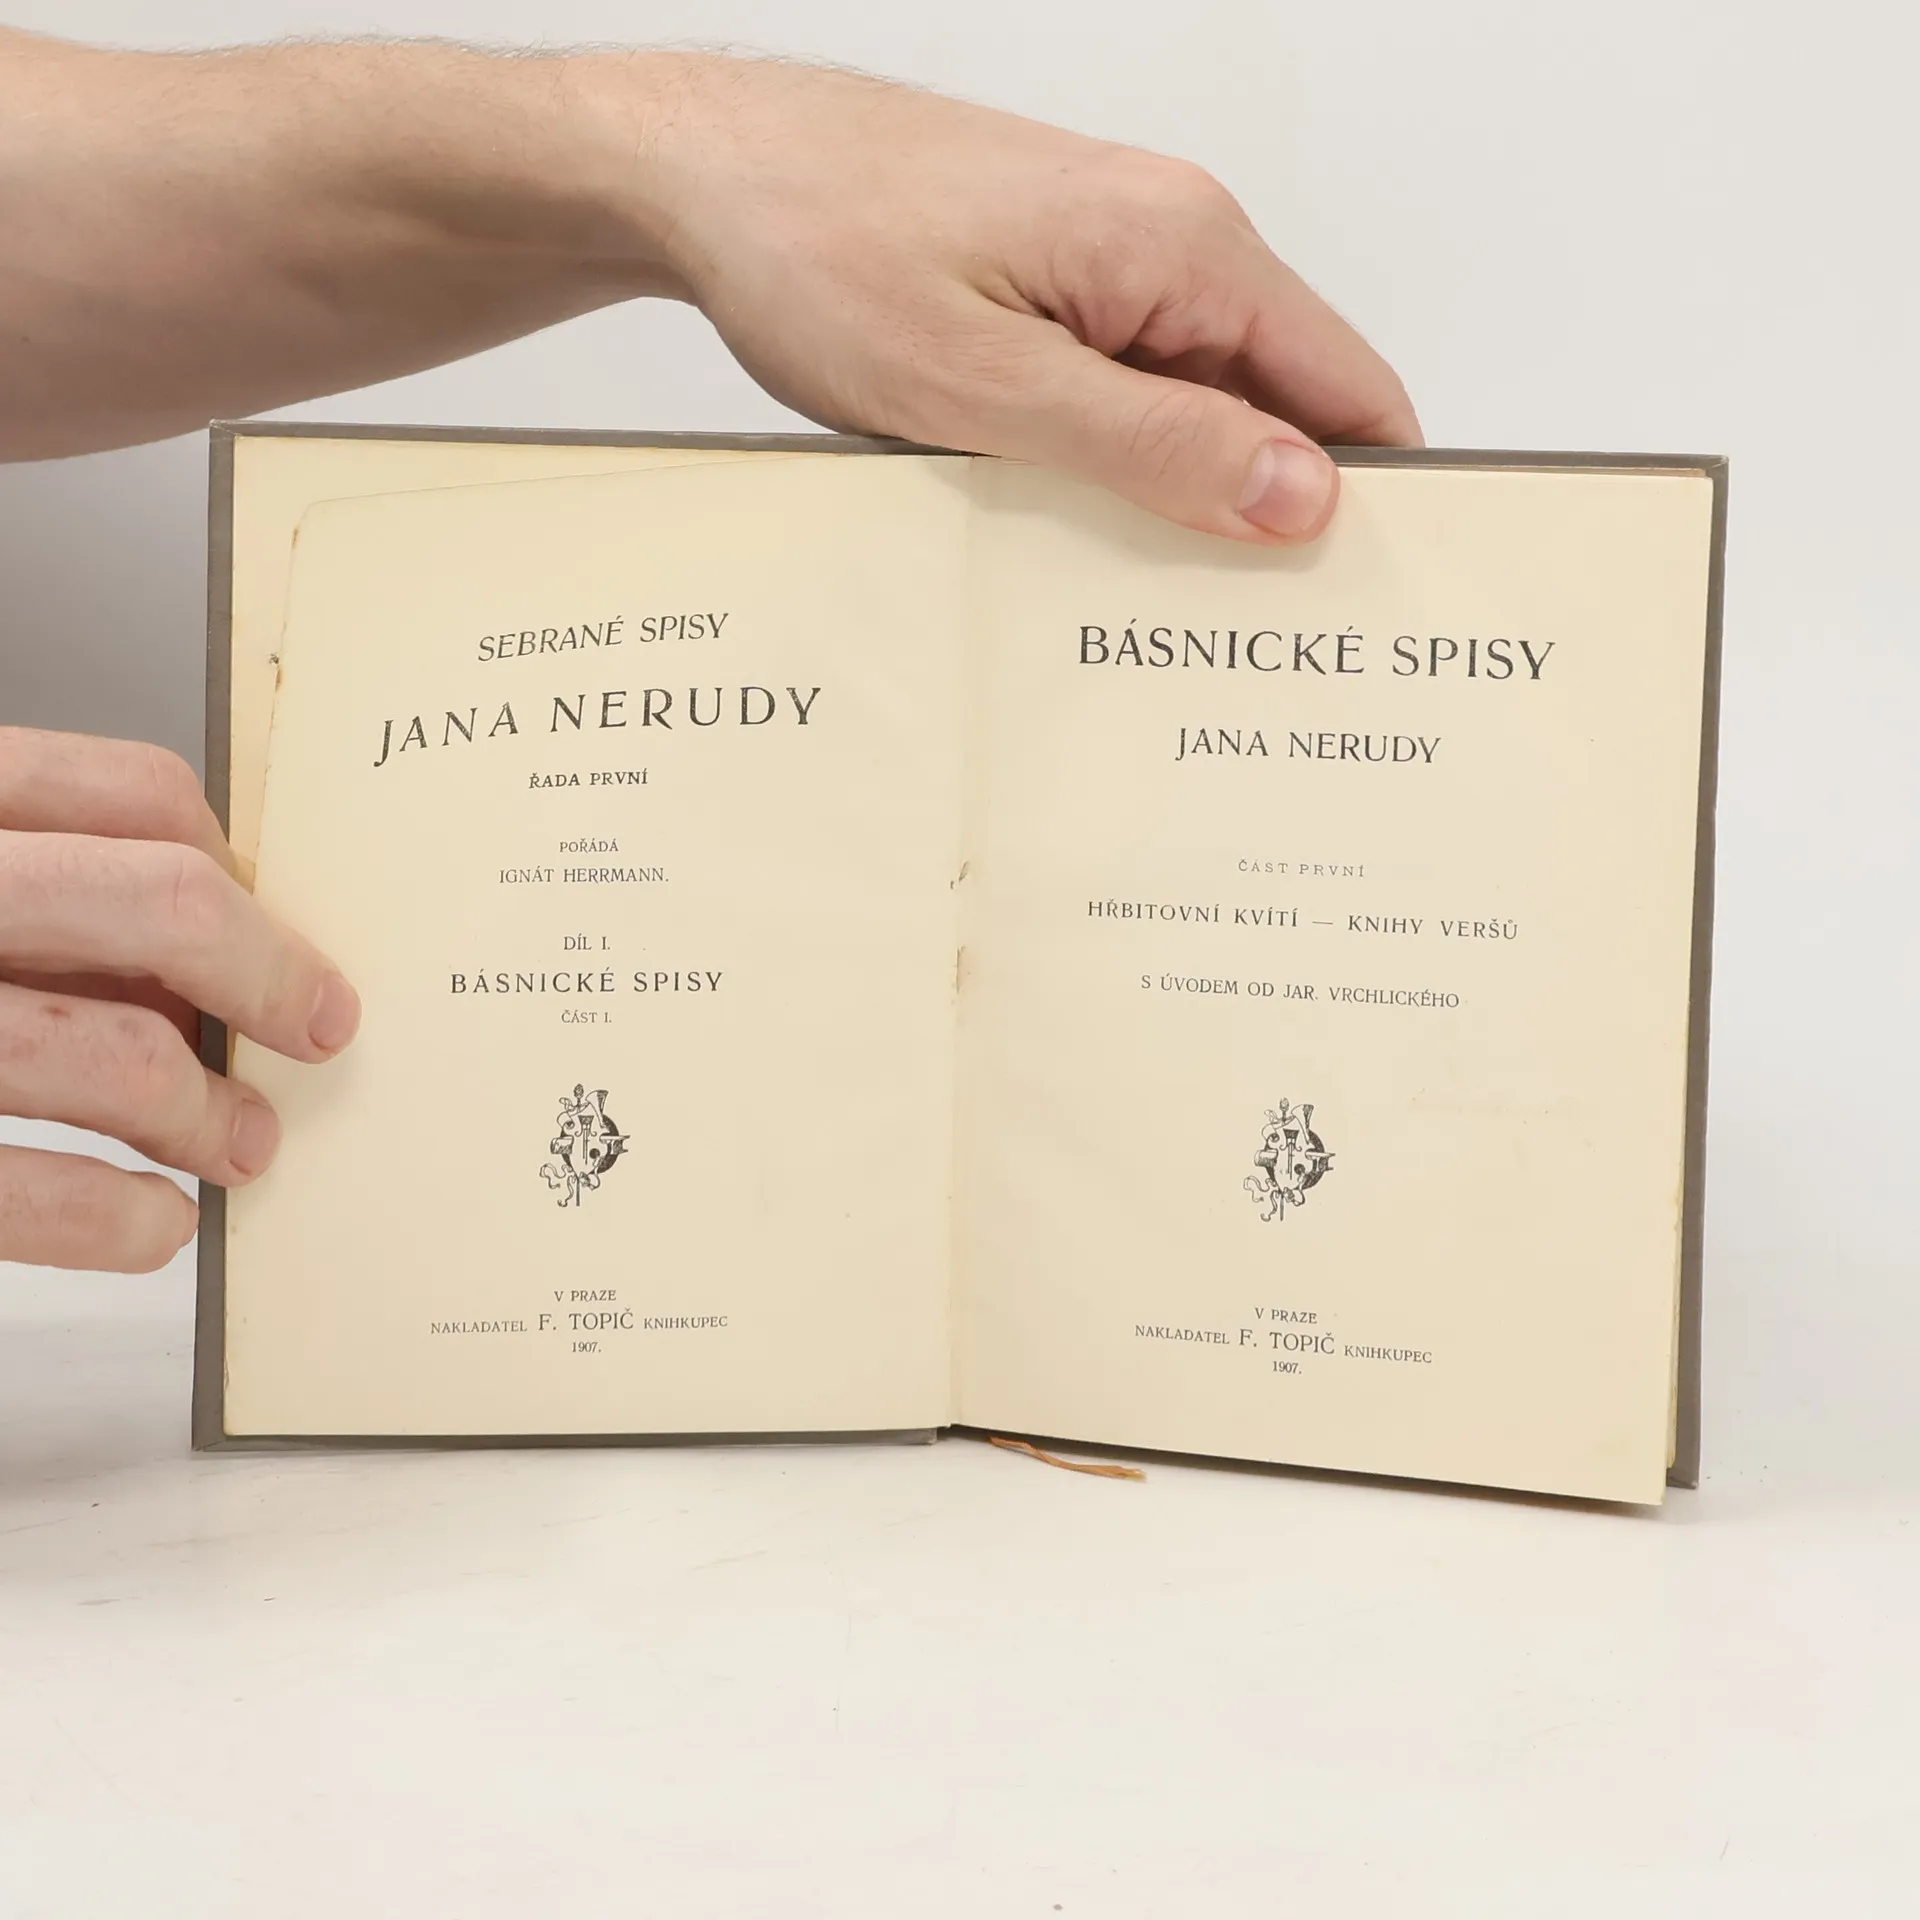 SEBRANÉ SPISY
JANA NERUDY
ŘADA PRVNÍ
POŘÁDÁ
IGNÁT HERRMANN.
DÍL I.
BÁSNICKÉ SPISY
ČÁST I.
V PRAZE
NAKLADATEL F. TOPIČ KNIHKUPEC
1907.
BÁSNICKÉ SPISY
JANA NERUDY
ČÁST PRVNÍ
HŘBITOVNÍ KVÍTÍ — KNIHY VERŠŮ
S ÚVODEM OD JAR. VRCHLICKÉHO
V PRAZE
NAKLADATEL F. TOPIČ KNIHKUPEC
1907.